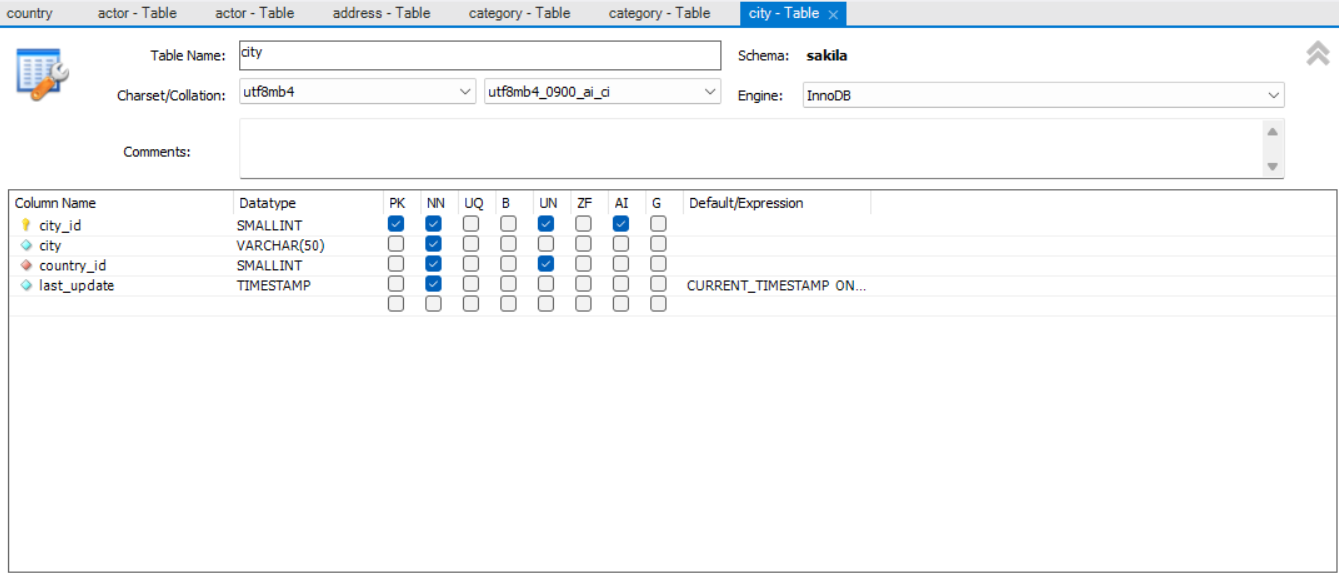 country actor - Table actor - Table address - Table category - Table category - Table city - Table
Table Name: city Schema: sakila
Charset/Collation: utf8mb4 utf8mb4_0900_ai_ci Engine: InnoDB
Comments:
Column Name Datatype PK NN UQ B UN ZF AI G Default/Expression
city_id SMALLINT
city VARCHAR(50)
country_id SMALLINT
last_update TIMESTAMP CURRENT_TIMESTAMP ON...